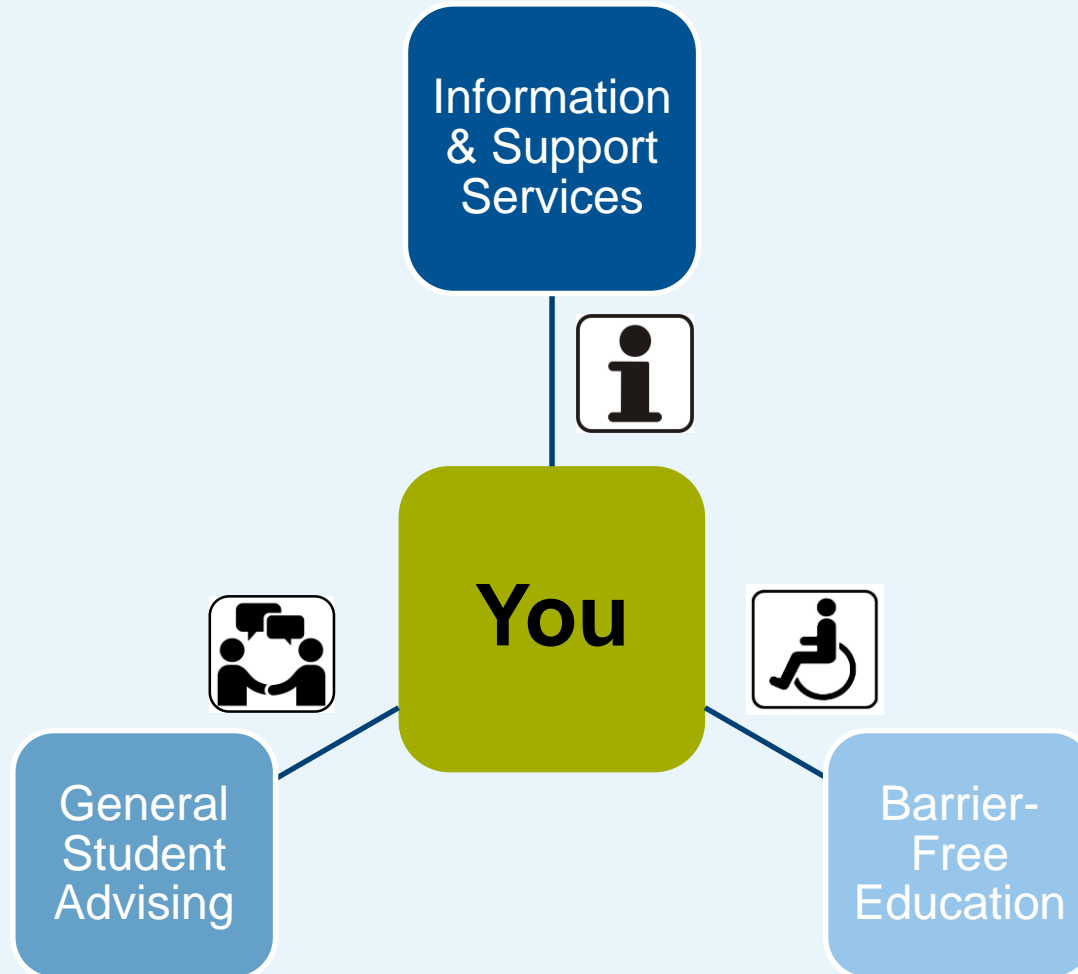 Information
& Support
Services
You
General
Student
Advising
Barrier-
Free
Education